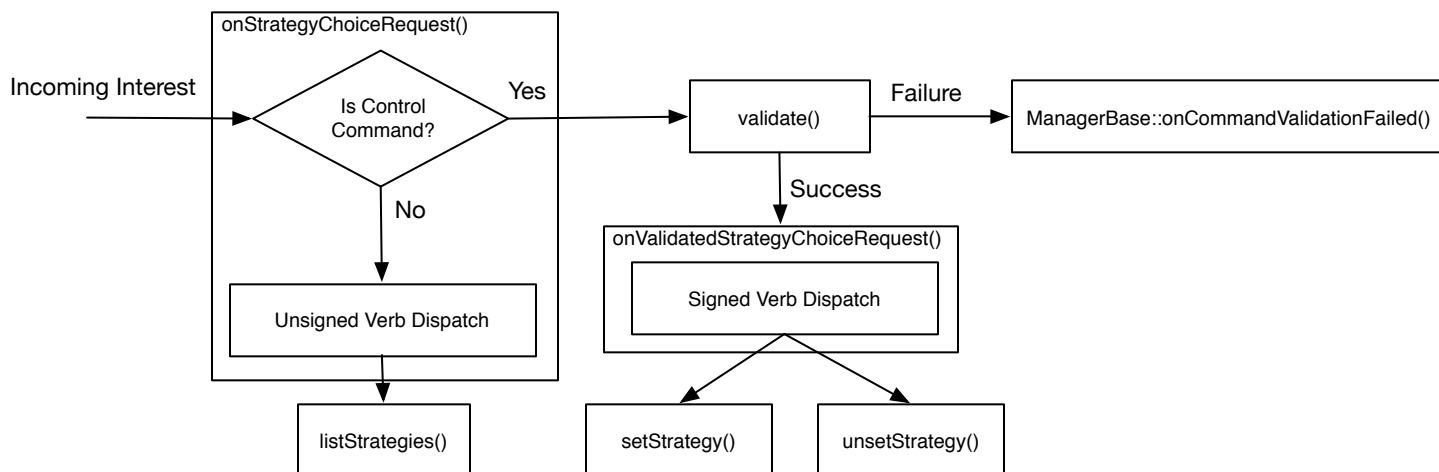 onStrategyChoiceRequest()
Incoming Interest
Is Control
Command?
Yes
validate()
Failure
ManagerBase::onCommandValidationFailed()
No
Success
onValidatedStrategyChoiceRequest()
Unsigned Verb Dispatch
Signed Verb Dispatch
listStrategies()
setStrategy()
unsetStrategy()